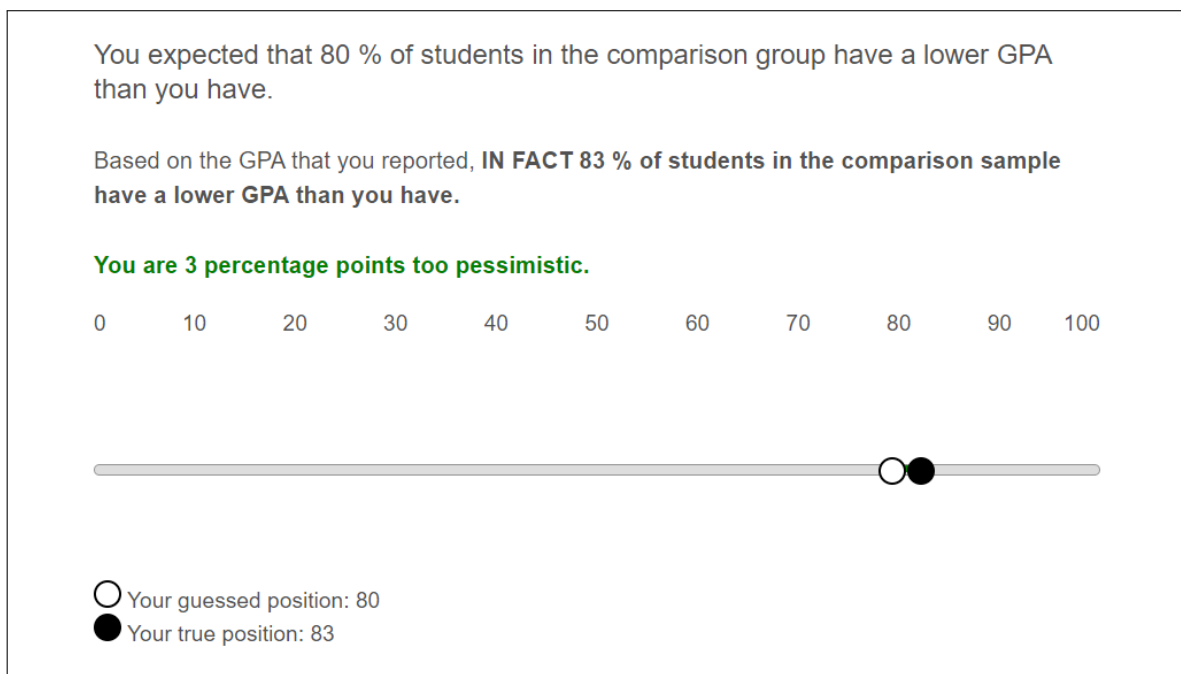 You expected that 80 % of students in the comparison group have a lower GPA
than you have.
Based on the GPA that you reported, IN FACT 83 % of students in the comparison sample
have a lower GPA than you have.
You are 3 percentage points too pessimistic.
0 10 20 30 40 50 60 70 80 90 100
Your guessed position: 80
Your true position: 83